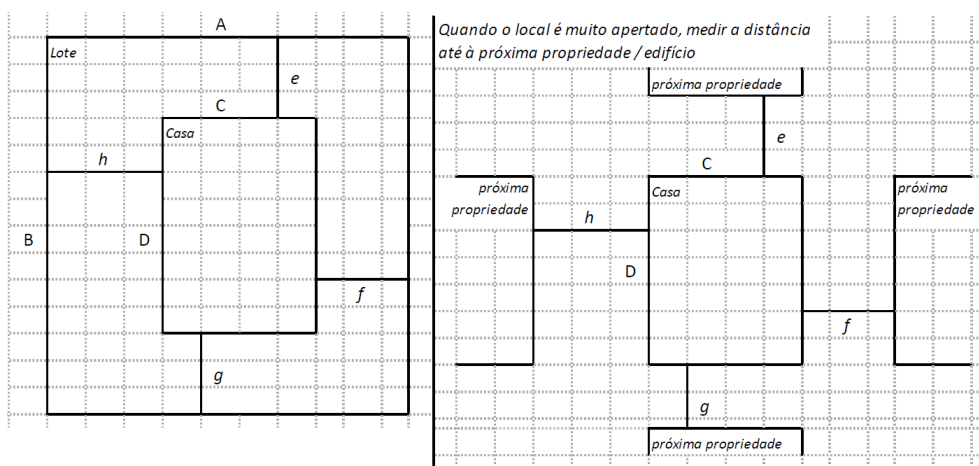 A
Lote
e
C
Casa
h
B
D
f
g
Quando o local é muito apertado, medir a distância
até à próxima propriedade / edifício
próxima propriedade
e
C
próxima
propriedade
Casa
próxima
propriedade
h
D
f
g
próxima propriedade